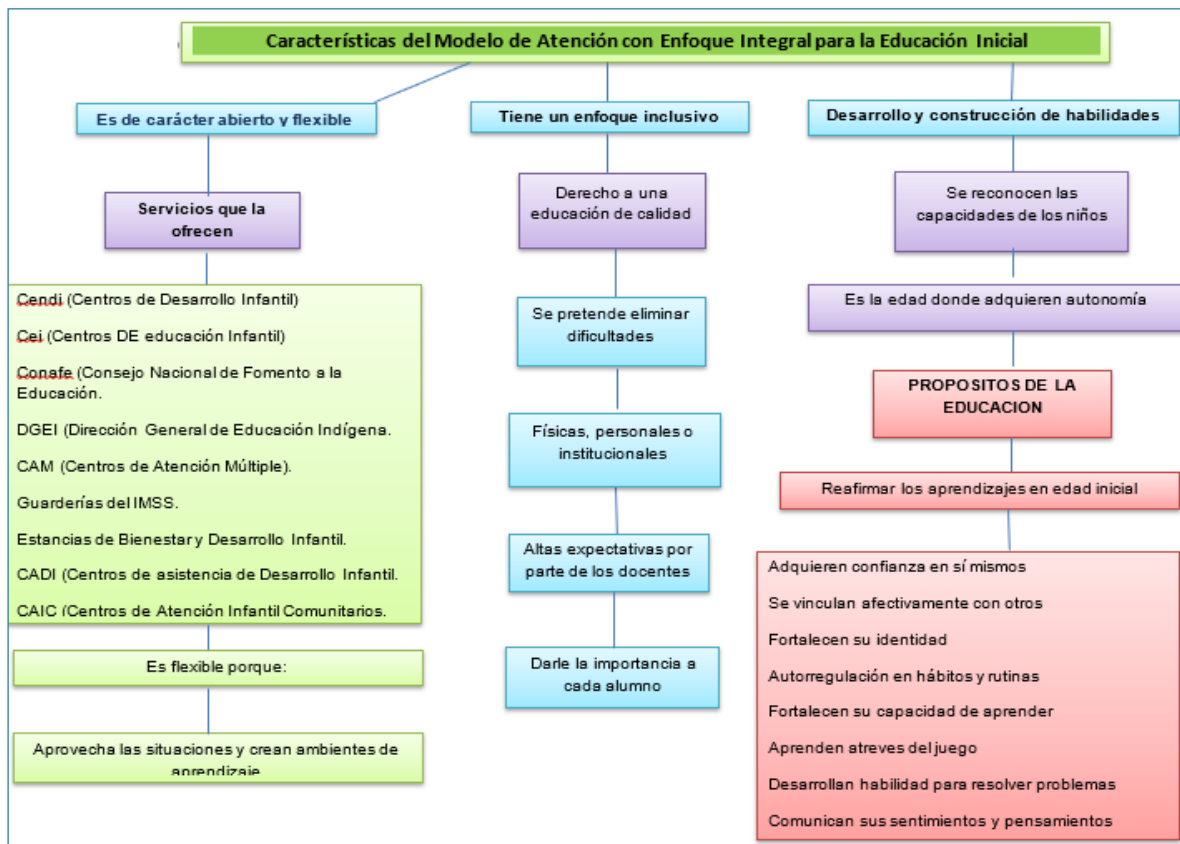 Características del Modelo de Atención con Enfoque Integral para la Educación Inicial
Es de carácter abierto y flexible
Servicios que la
ofrecen
Cendi (Centros de Desarrollo Infantil)
Cei (Centros DE educación Infantil)
Conafe (Consejo Nacional de Fomento a la
Educación.
DGEI (Dirección General de Educación Indígena.
CAM (Centros de Atención Múltiple).
Guarderías del IMSS.
Estancias de Bienestar y Desarrollo Infantil.
CADI (Centros de asistencia de Desarrollo Infantil.
CAIC (Centros de Atención Infantil Comunitarios.
Es flexible porque:
Aprovecha las situaciones y crean ambientes de
aprendizaje
Tiene un enfoque inclusivo
Derecho a una
educación de calidad
Se pretende eliminar
dificultades
Físicas, personales o
institucionales
Altas expectativas por
parte de los docentes
Darle la importancia a
cada alumno
Desarrollo y construcción de habilidades
Se reconocen las
capacidades de los niños
Es la edad donde adquieren autonomía
PROPOSITOS DE LA
EDUCACION
Reafirmar los aprendizajes en edad inicial
Adquieren confianza en sí mismos
Se vinculan afectivamente con otros
Fortalecen su identidad
Autorregulación en hábitos y rutinas
Fortalecen su capacidad de aprender
Aprenden atreves del juego
Desarrollan habilidad para resolver problemas
Comunican sus sentimientos y pensamientos